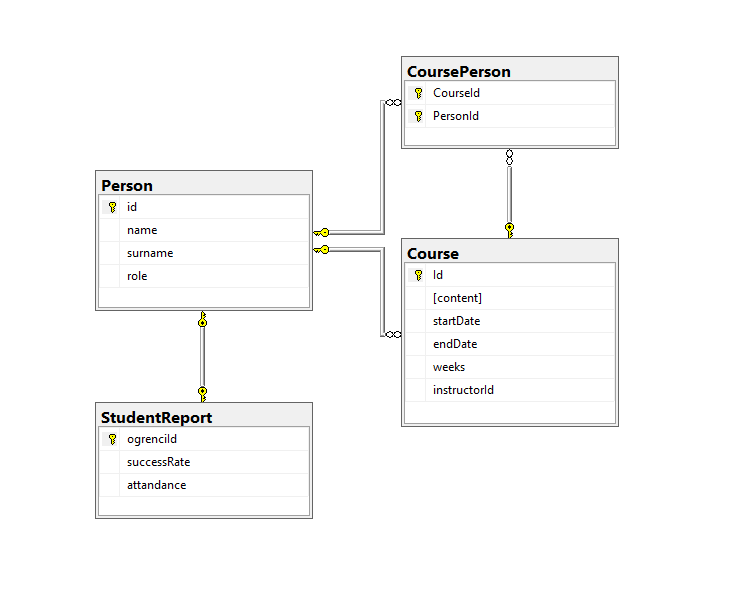 CoursePerson
CourseId
PersonId
Person
id
name
surname
role
Course
Id
[content]
startDate
endDate
weeks
instructorId
StudentReport
ogrenciId
successRate
attandance